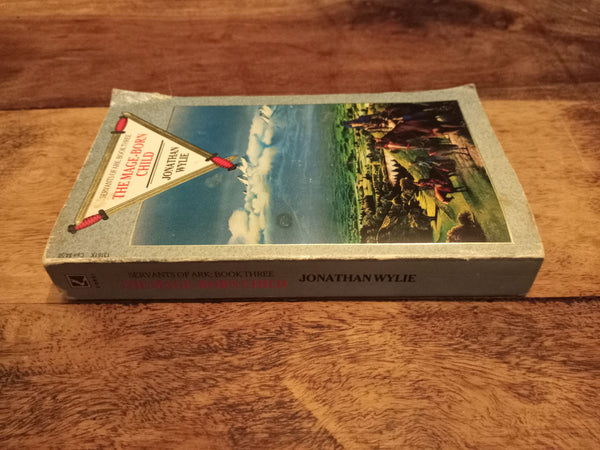 SERVANTS OF ARK: BOOK THREE
THE MAGE-BORN
CHILD
JONATHAN
WYLIE
SERVANTS OF ARK: BOOK THREE
THE MAGE-BORN CHILD
JONATHAN WYLIE
CORGI